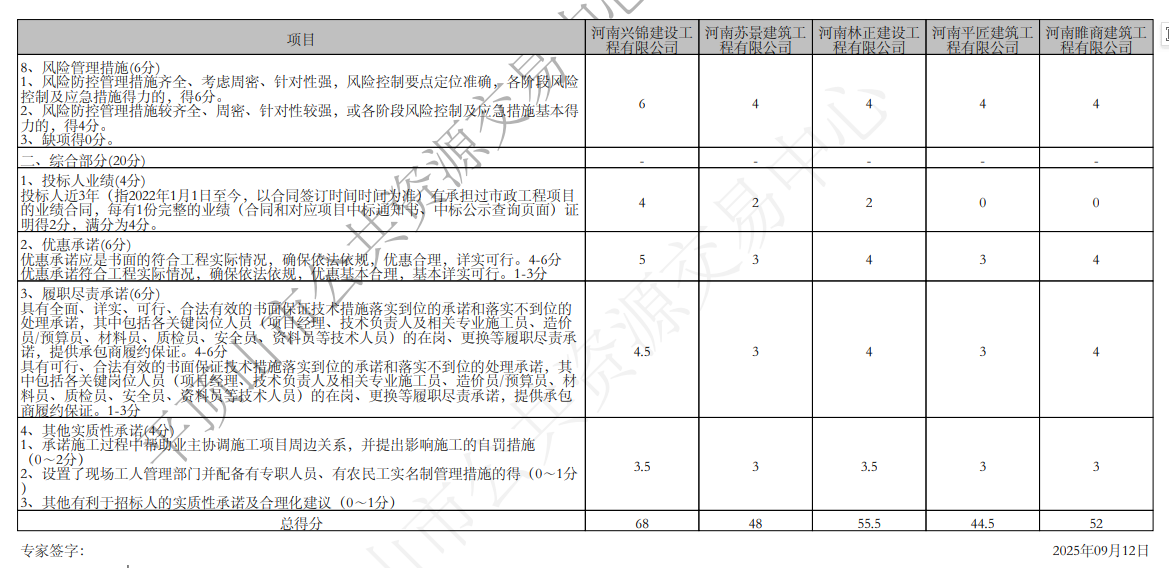 项目
河南兴锦建设工
程有限公司
河南苏景建筑工
程有限公司
河南林正建设工
程有限公司
河南平匠建筑工
程有限公司
河南睢商建筑工
程有限公司
8、风险管理措施(6分)
1、风险防控管理措施齐全、考虑周密、针对性强，风险控制要点定位准确，各阶段风险
控制及应急措施得力的，得6分。
2、风险防控管理措施较齐全、周密、针对性较强，或各阶段风险控制及应急措施基本得
力的，得4分。
3、缺项得0分。
6 4 4 4 4
二、综合部分(20分) - - - - -
1、投标人业绩(4分)
投标人近3年（指2022年1月1日至今，以合同签订时间时间为准）有承担过市政工程项目
的业绩合同，每有1份完整的业绩（合同和对应项目中标通知书、中标公示查询页面）证
明得2分，满分为4分。
4 2 2 0 0
2、优惠承诺(6分)
优惠承诺应是书面的符合工程实际情况，确保依法依规，优惠合理，详实可行。4-6分
优惠承诺符合工程实际情况，确保依法依规，优惠基本合理，基本详实可行。1-3分
5 3 4 3 4
3、履职尽责承诺(6分)
具有全面、详实、可行、合法有效的书面保证技术措施落实到位的承诺和落实不到位的
处理承诺，其中包括各关键岗位人员（项目经理、技术负责人及相关专业施工员、造价
员/预算员、材料员、质检员、安全员、资料员等技术人员）的在岗、更换等履职尽责承
诺，提供承包商履约保证。4-6分
具有可行、合法有效的书面保证技术措施落实到位的承诺和落实不到位的处理承诺，其
中包括各关键岗位人员（项目经理、技术负责人及相关专业施工员、造价员/预算员、材
料员、质检员、安全员、资料员等技术人员）的在岗、更换等履职尽责承诺，提供承包
商履约保证。1-3分
4.5 3 4 3 4
4、其他实质性承诺(4分)
1、承诺施工过程中帮助业主协调施工项目周边关系，并提出影响施工的自罚措施
（0～2分）
2、设置了现场工人管理部门并配备有专职人员、有农民工实名制管理措施的得（0～1分
）
3、其他有利于招标人的实质性承诺及合理化建议（0～1分）
3.5 3 3.5 3 3
总得分 68 48 55.5 44.5 52
专家签字：
2025年09月12日
平顶山市公共资源交易中心
山市公共资源交易中心